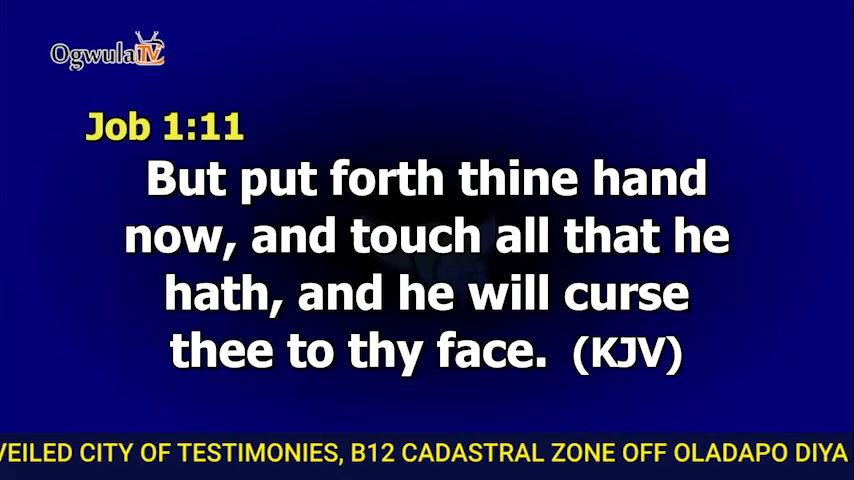 OgwulaTV
Job 1:11
But put forth thine hand
now, and touch all that he
hath, and he will curse
thee to thy face. (KJV)
VEILED CITY OF TESTIMONIES, B12 CADASTRAL ZONE OFF OLADAPO DIYA